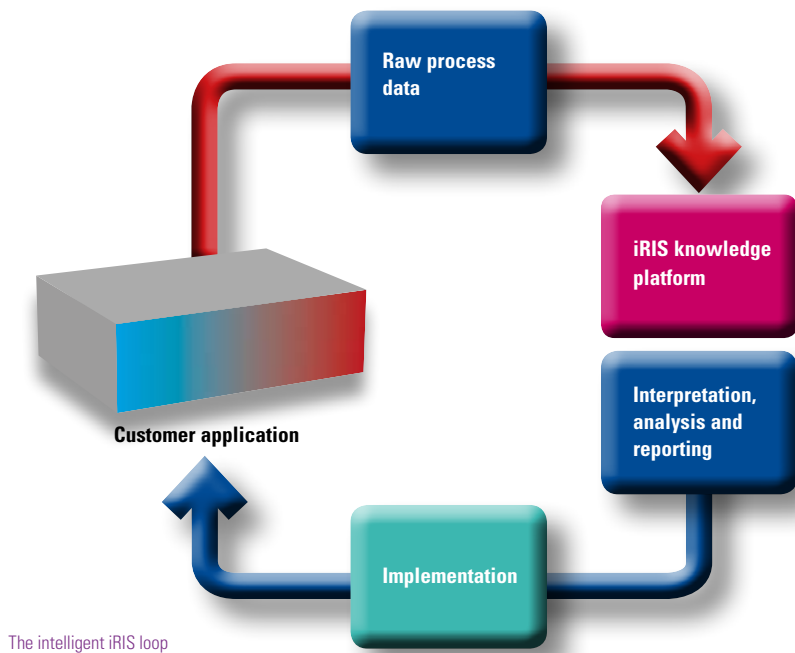 Raw process
data
iRIS knowledge
platform
Interpretation,
analysis and
reporting
Customer application
Implementation
The intelligent iRIS loop